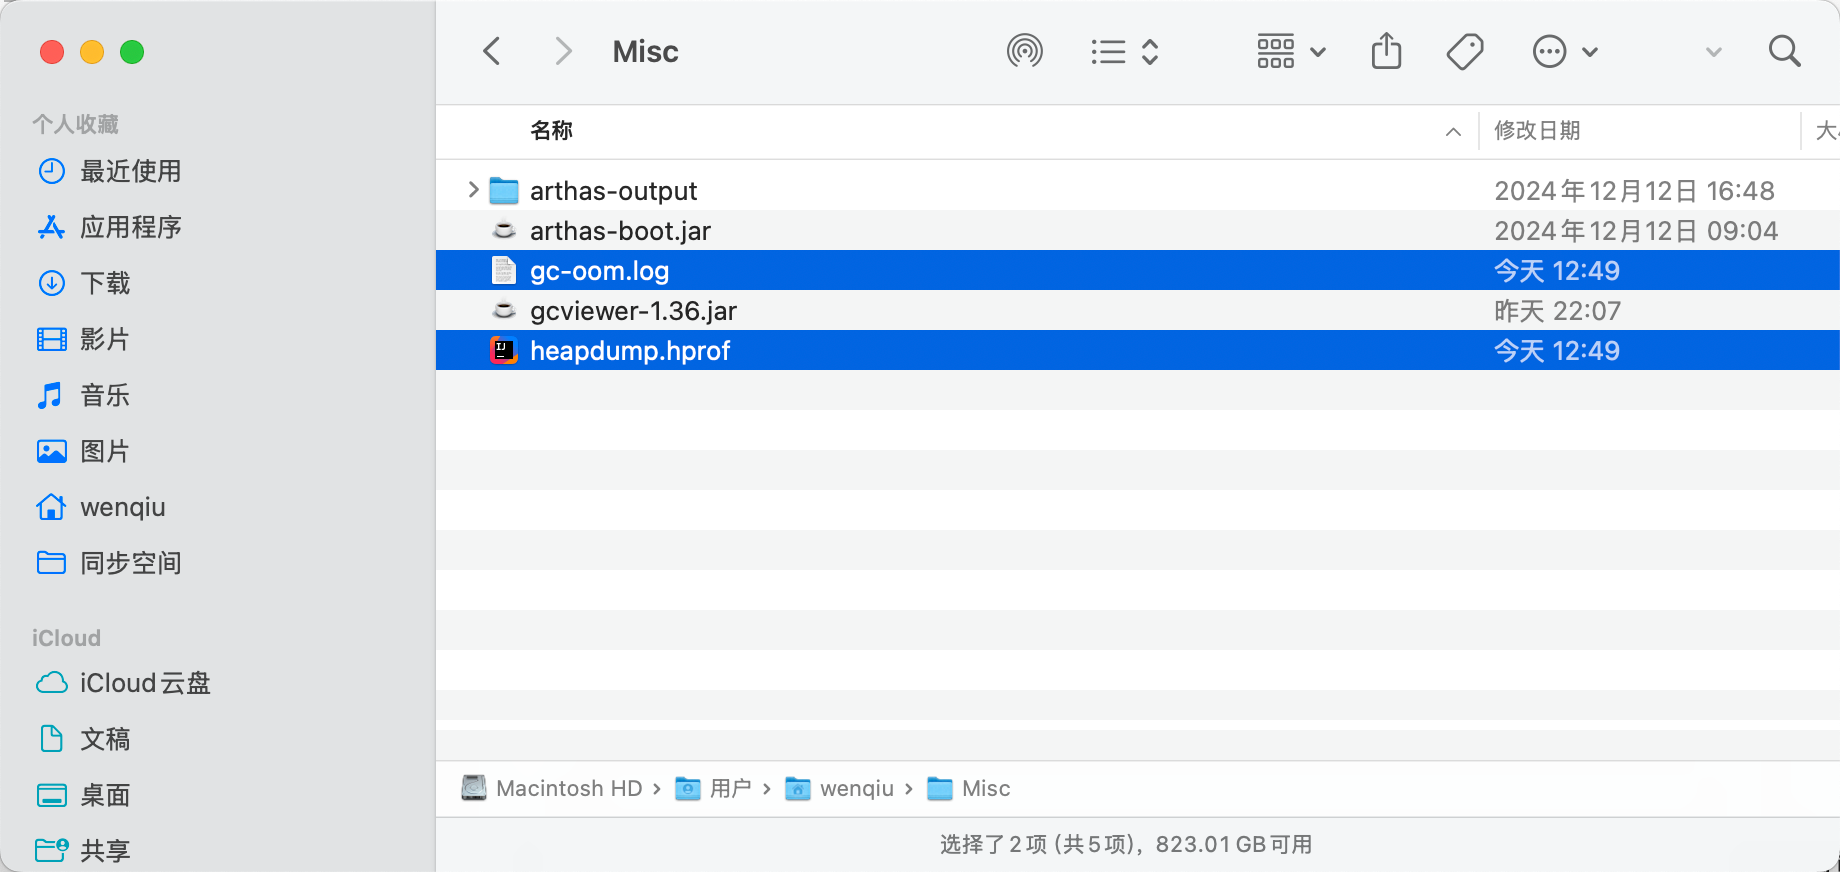 Misc
个人收藏
最近使用
应用程序
下载
影片
音乐
图片
wenqiu
同步空间
iCloud
iCloud云盘
文稿
桌面
共享
名称 修改日期
arthas-output 2024年12月12日 16:48
arthas-boot.jar 2024年12月12日 09:04
gc-oom.log 今天 12:49
gcviewer-1.36.jar 昨天 22:07
heapdump.hprof 今天 12:49
Macintosh HD › 用户 › wenqiu › Misc
选择了2项 (共5项)，823.01 GB可用